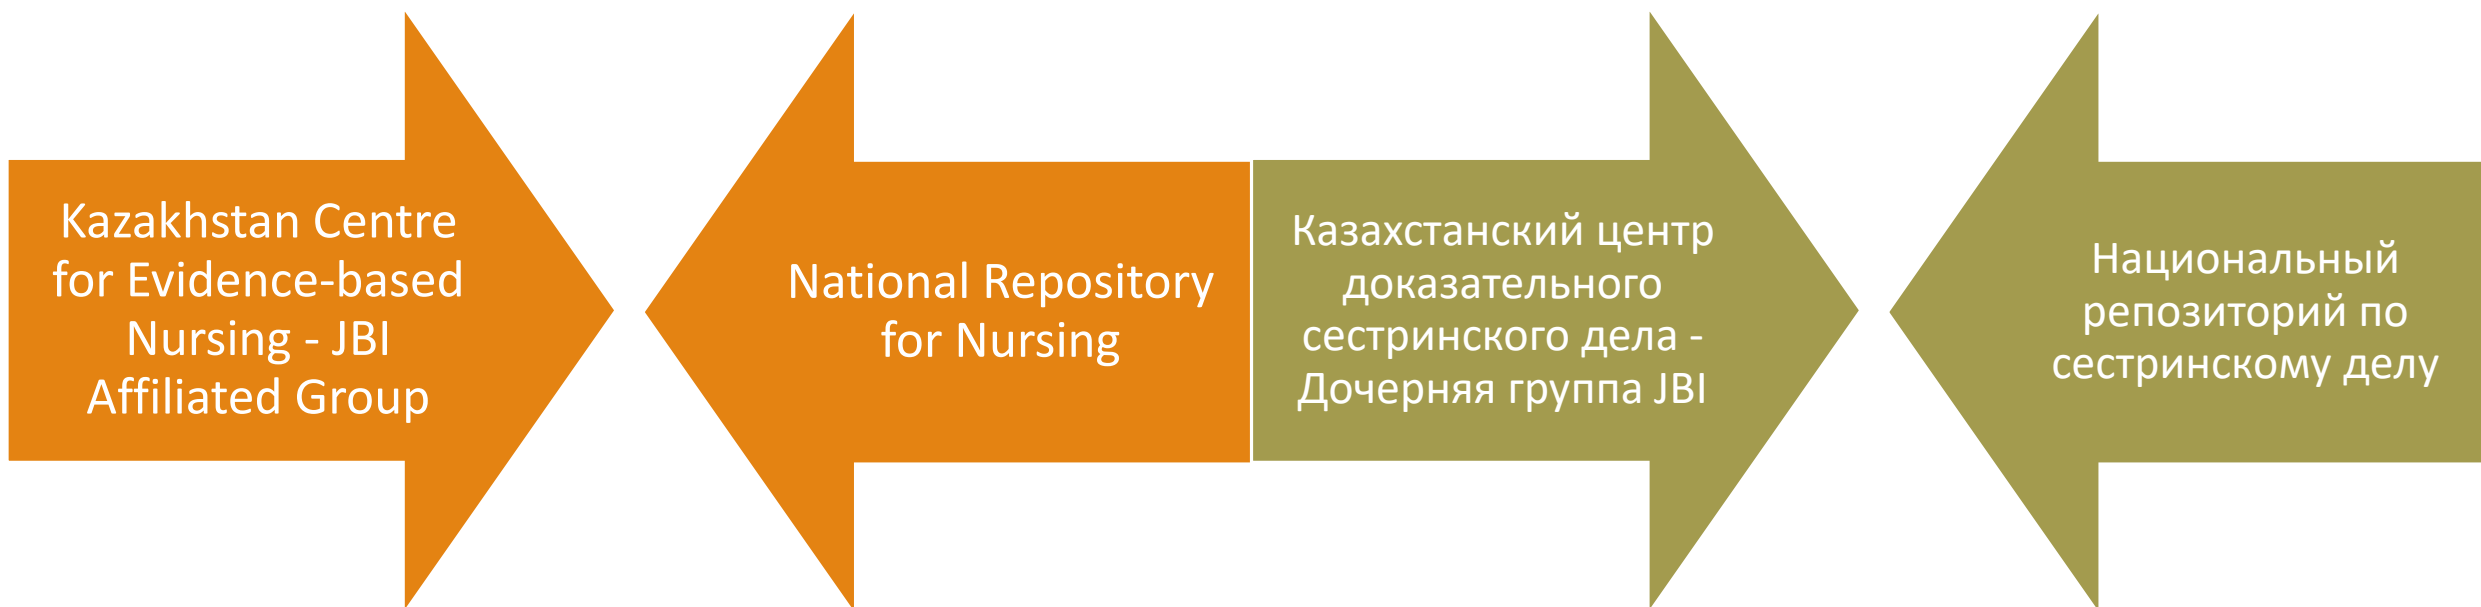 Kazakhstan Centre
for Evidence-based
Nursing - JBI
Affiliated Group
National Repository
for Nursing
Казахстанский центр
доказательного
сестринского дела -
Дочерняя группа JBI
Национальный
репозиторий по
сестринскому делу